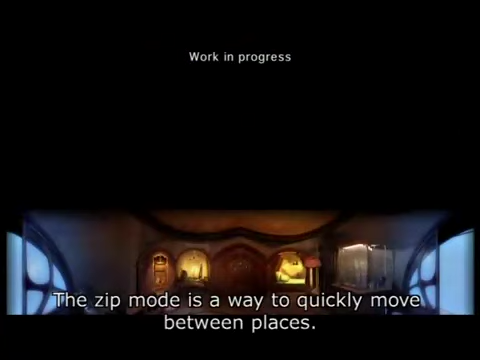 Work in progress
The zip mode is a way to quickly move
between places.